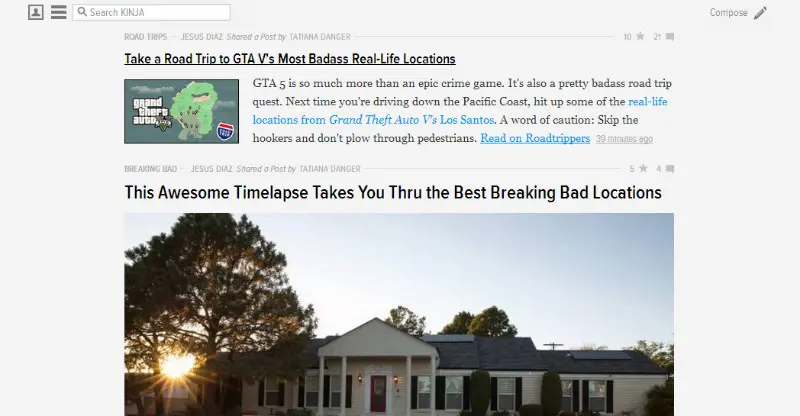 Search KINJA
Compose
ROAD TRIPS – JESUS DIAZ Shared a Post by TATIANA DANGER 10 21
Take a Road Trip to GTA V's Most Badass Real-Life Locations
grand
theft
auto
GTA 5 is so much more than an epic crime game. It's also a pretty badass road trip
quest. Next time you're driving down the Pacific Coast, hit up some of the real-life
locations from Grand Theft Auto V's Los Santos. A word of caution: Skip the
hookers and don't plow through pedestrians. Read on Roadtrippers 39 minutes ago
BREAKING BAD – JESUS DIAZ Shared a Post by TATIANA DANGER 5 4
This Awesome Timelapse Takes You Thru the Best Breaking Bad Locations